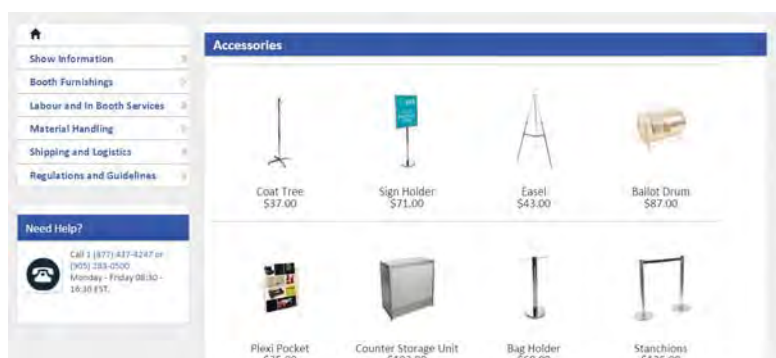 Show Information
Booth Furnishings
Labour and In Booth Services
Material Handling
Shipping and Logistics
Regulations and Guidelines
Need Help?
Call 1 (877) 437-4247 or
(905) 283-0500
Monday - Friday 08:30 -
16:30 EST.
Accessories
Coat Tree
$37.00
Sign Holder
$71.00
Easel
$43.00
Ballot Drum
$87.00
Plexi Pocket
Counter Storage Unit
Bag Holder
Stanchions